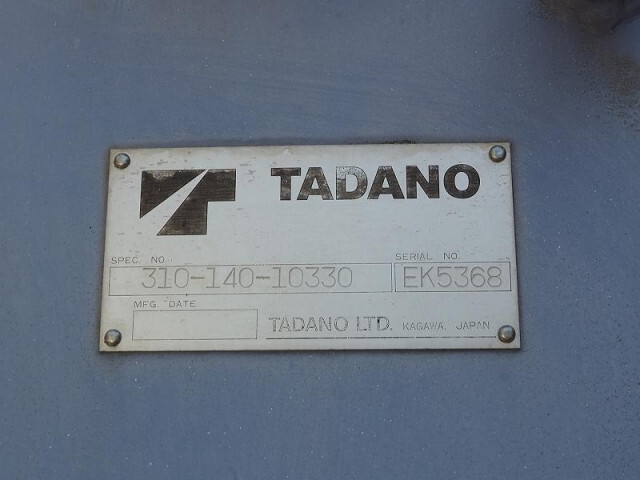 TADANO
SPEC. NO. SERIAL NO.
310-140-10330 EK5368
MFG. DATE
TADANO LTD. KAGAWA, JAPAN